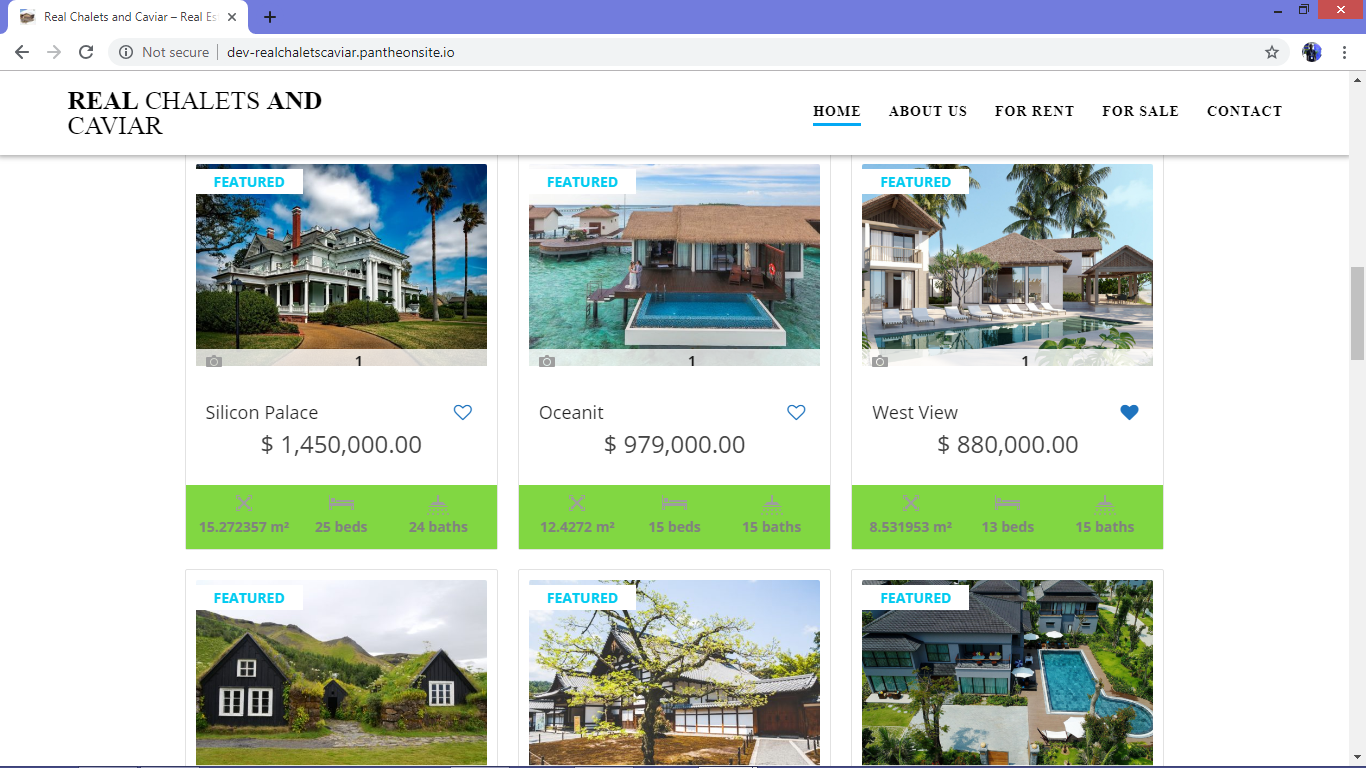 Real Chalets and Caviar – Real Es
Not secure
dev-realchaletscaviar.pantheonsite.io
REAL CHALETS AND
CAVIAR
HOME ABOUT US FOR RENT FOR SALE CONTACT
FEATURED FEATURED FEATURED
1 1 1
Silicon Palace Oceanit West View
$ 1,450,000.00 $ 979,000.00 $ 880,000.00
15.272357 m² 25 beds 24 baths 12.4272 m² 15 beds 15 baths 8.531953 m² 13 beds 15 baths
FEATURED FEATURED FEATURED